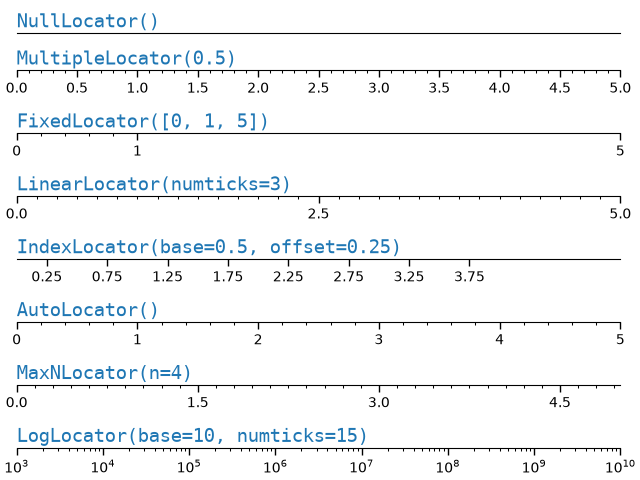 NullLocator()
MultipleLocator(0.5)
0.0 0.5 1.0 1.5 2.0 2.5 3.0 3.5 4.0 4.5 5.0
FixedLocator([0, 1, 5])
0 1 5
LinearLocator(numticks=3)
0.0 2.5 5.0
IndexLocator(base=0.5, offset=0.25)
0.25 0.75 1.25 1.75 2.25 2.75 3.25 3.75
AutoLocator()
0 1 2 3 4 5
MaxNLocator(n=4)
0.0 1.5 3.0 4.5
LogLocator(base=10, numticks=15)
10³ 10⁴ 10⁵ 10⁶ 10⁷ 10⁸ 10⁹ 10¹⁰